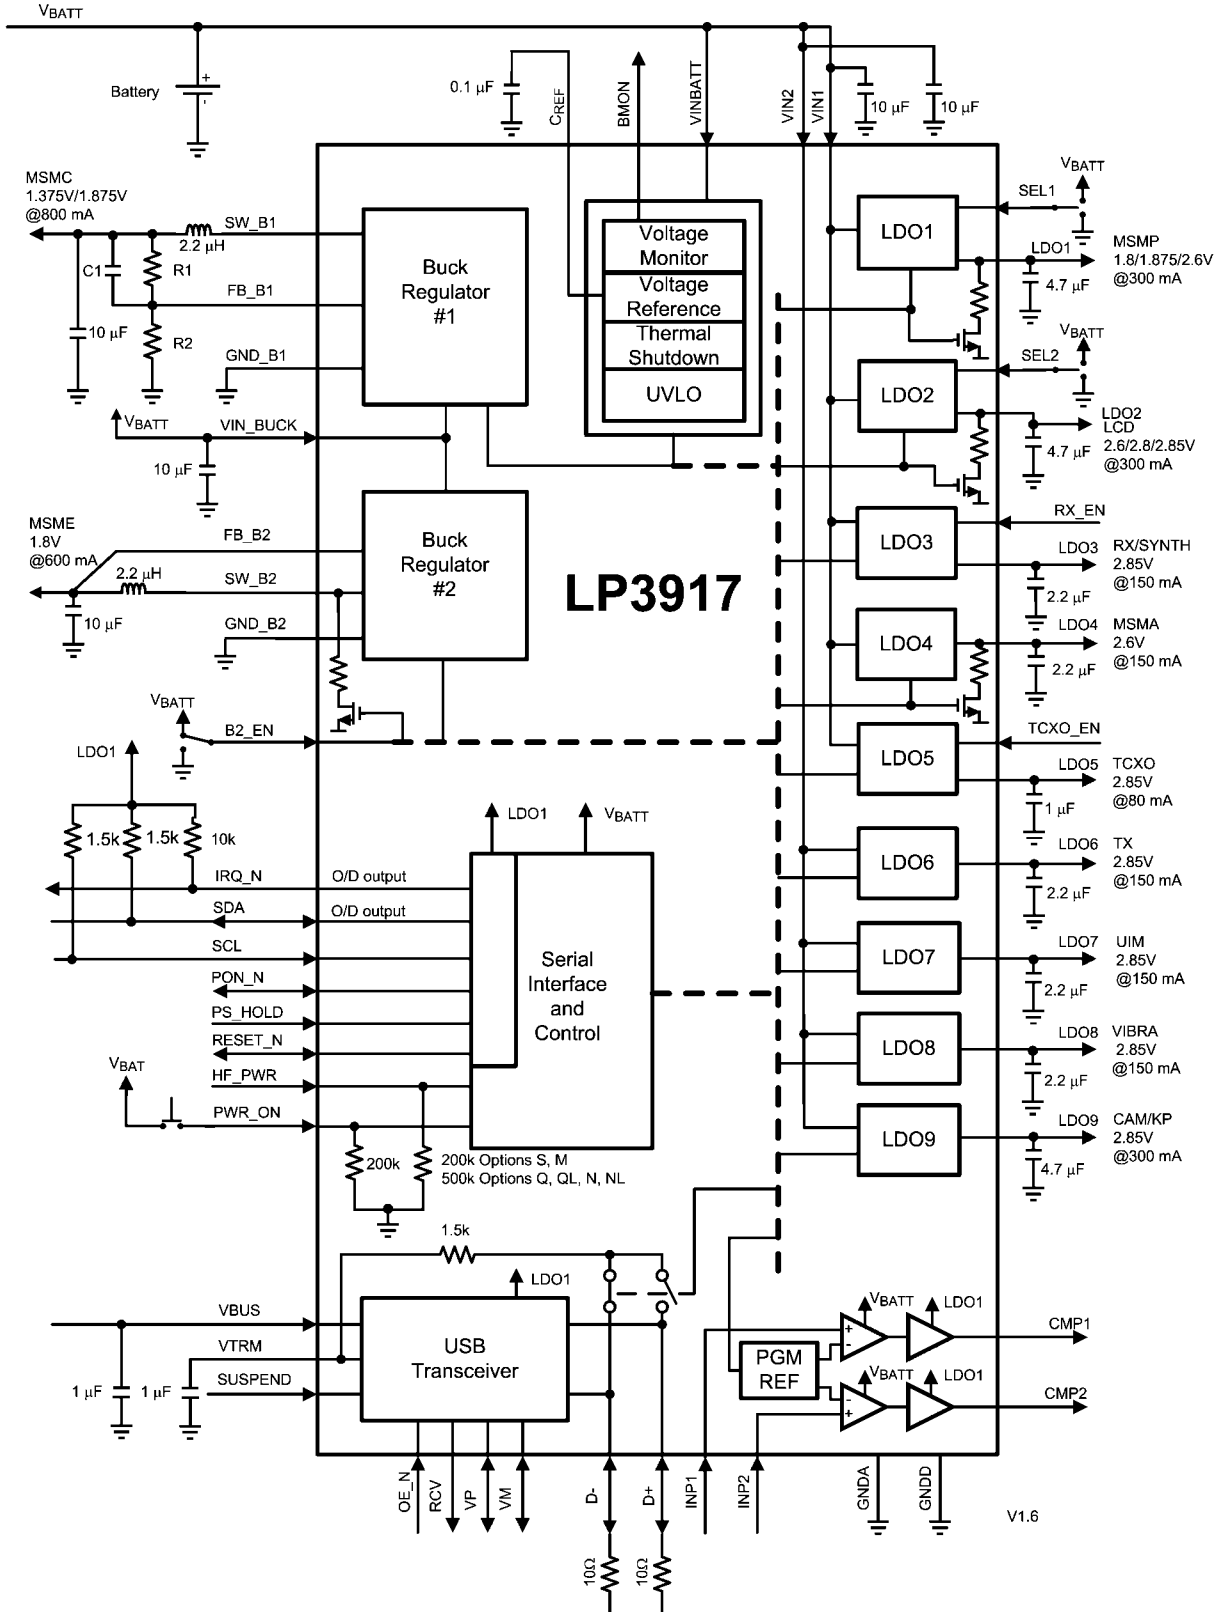 VBATT
Battery
+
-
0.1 µF
CREF
BMON
VINBATT
VIN2
VIN1
10 µF
10 µF
MSMC
1.375V/1.875V
@800 mA
SW_B1
2.2 µH
C1
R1
FB_B1
10 µF
R2
GND_B1
VBATT
VIN_BUCK
10 µF
Buck
Regulator
#1
Voltage
Monitor
Voltage
Reference
Thermal
Shutdown
UVLO
MSME
1.8V
@600 mA
FB_B2
2.2 µH
SW_B2
10 µF
GND_B2
Buck
Regulator
#2
LP3917
VBATT
B2_EN
LDO1
SEL1
VBATT
LDO1
MSMP
1.8/1.875/2.6V
@300 mA
4.7 µF
LDO2
SEL2
VBATT
LDO2
LCD
2.6/2.8/2.85V
@300 mA
4.7 µF
LDO3
RX_EN
LDO3
RX/SYNTH
2.85V
@150 mA
2.2 µF
LDO4
LDO4
MSMA
2.6V
@150 mA
2.2 µF
LDO5
TCXO_EN
LDO5
TCXO
2.85V
@80 mA
1 µF
LDO6
LDO6
TX
2.85V
@150 mA
2.2 µF
LDO7
LDO7
UIM
2.85V
@150 mA
2.2 µF
LDO8
LDO8
VIBRA
2.85V
@150 mA
2.2 µF
LDO9
LDO9
CAM/KP
2.85V
@300 mA
4.7 µF
LDO1
1.5k
1.5k
10k
IRQ_N
O/D output
SDA
O/D output
SCL
PON_N
PS_HOLD
RESET_N
HF_PWR
VBAT
PWR_ON
LDO1
VBATT
Serial
Interface
and
Control
200k
200k Options S, M
500k Options Q, QL, N, NL
1.5k
LDO1
VBUS
VTRM
SUSPEND
1 µF
1 µF
USB
Transceiver
OE_N
RCV
VP
VM
D-
D+
10Ω
10Ω
INP1
INP2
PGM
REF
+
-
VBATT
LDO1
CMP1
-
+
VBATT
LDO1
CMP2
GNDA
GNDD
V1.6